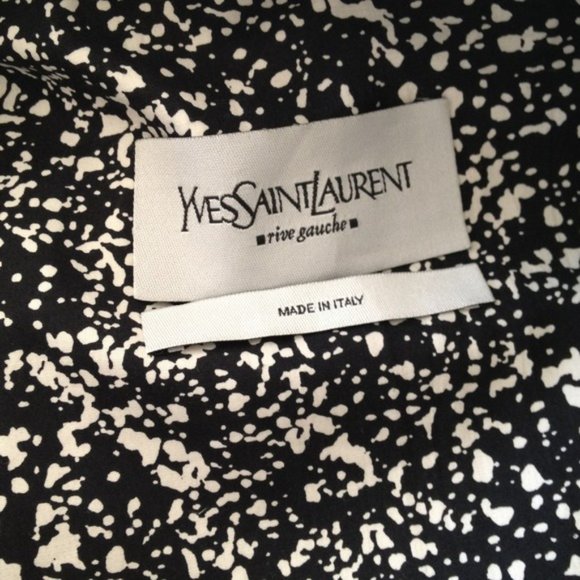 YVESSAINTLAURENT
rive gauche
MADE IN ITALY